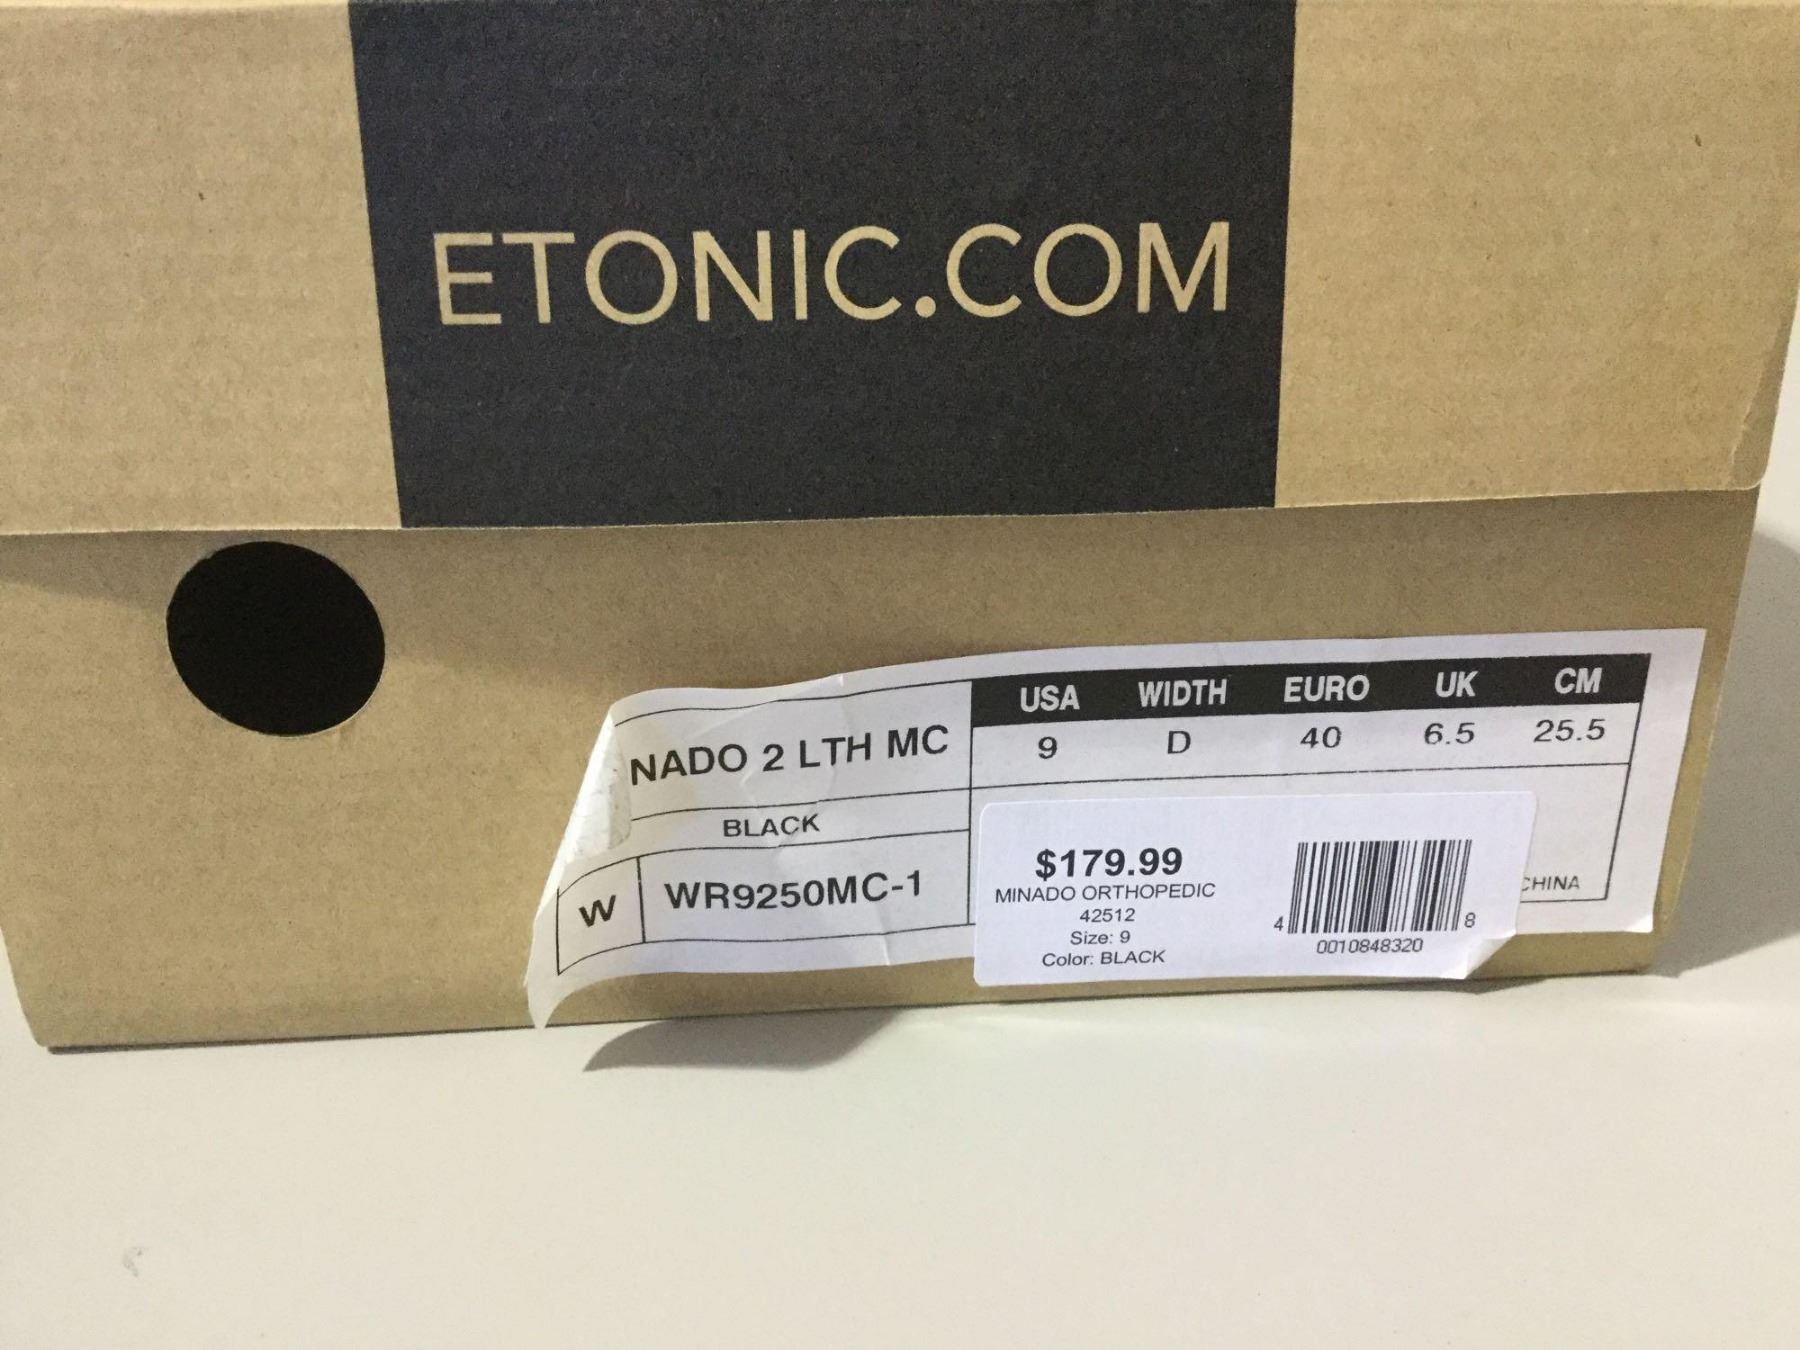 ETONIC.COM
USA WIDTH EURO UK CM
NADO 2 LTH MC 9 D 40 6.5 25.5
BLACK
W WR9250MC-1
$179.99
MINADO ORTHOPEDIC
42512
Size: 9
Color: BLACK
4 8
0010848320
CHINA